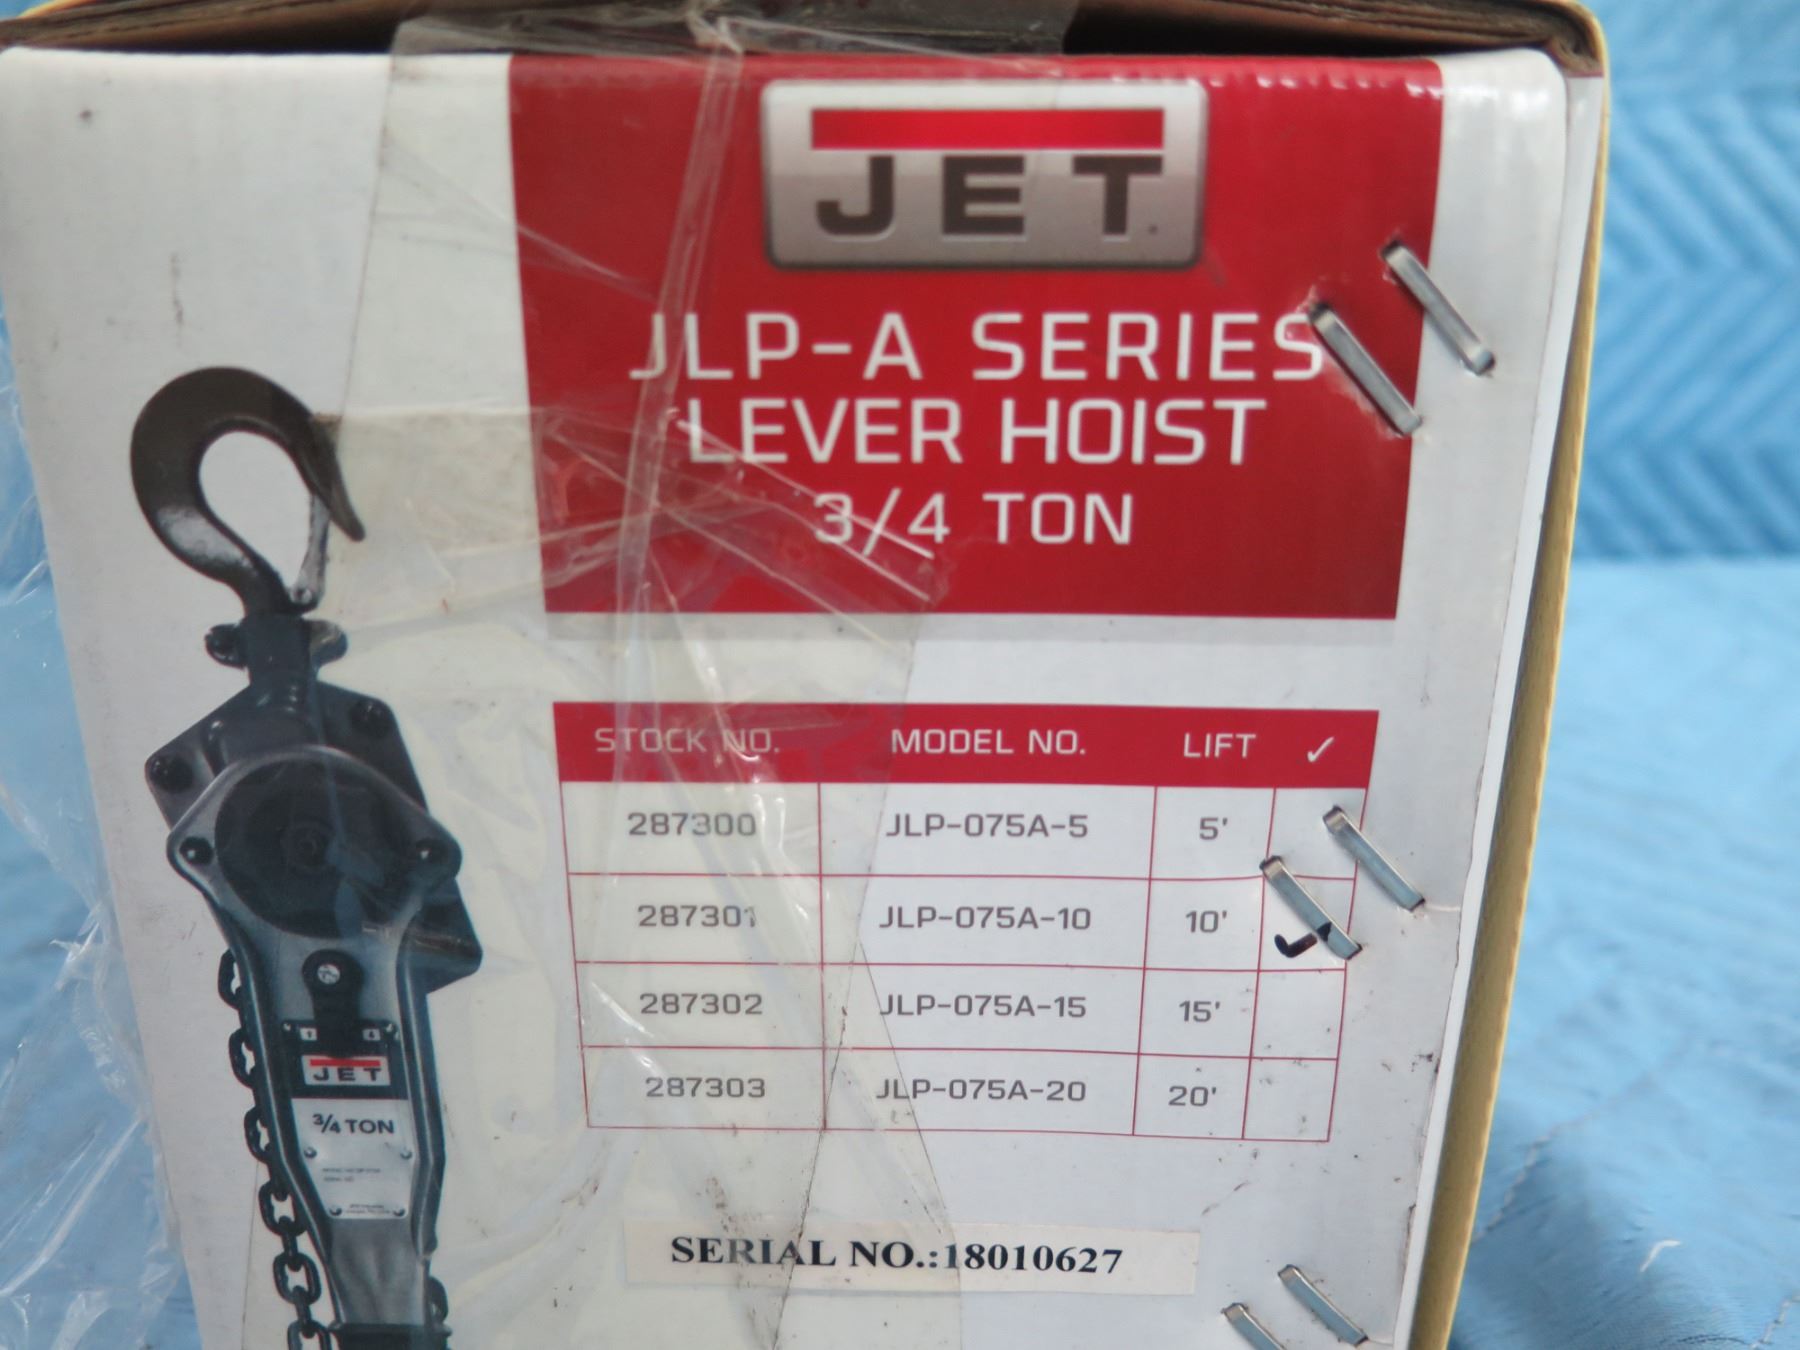 JET
JLP-A SERIES
LEVER HOIST
3/4 TON
STOCK NO. MODEL NO. LIFT ✓
287300 JLP-075A-5 5'
287301 JLP-075A-10 10' ✓
287302 JLP-075A-15 15'
287303 JLP-075A-20 20'
JET
3/4 TON
SERIAL NO.:18010627